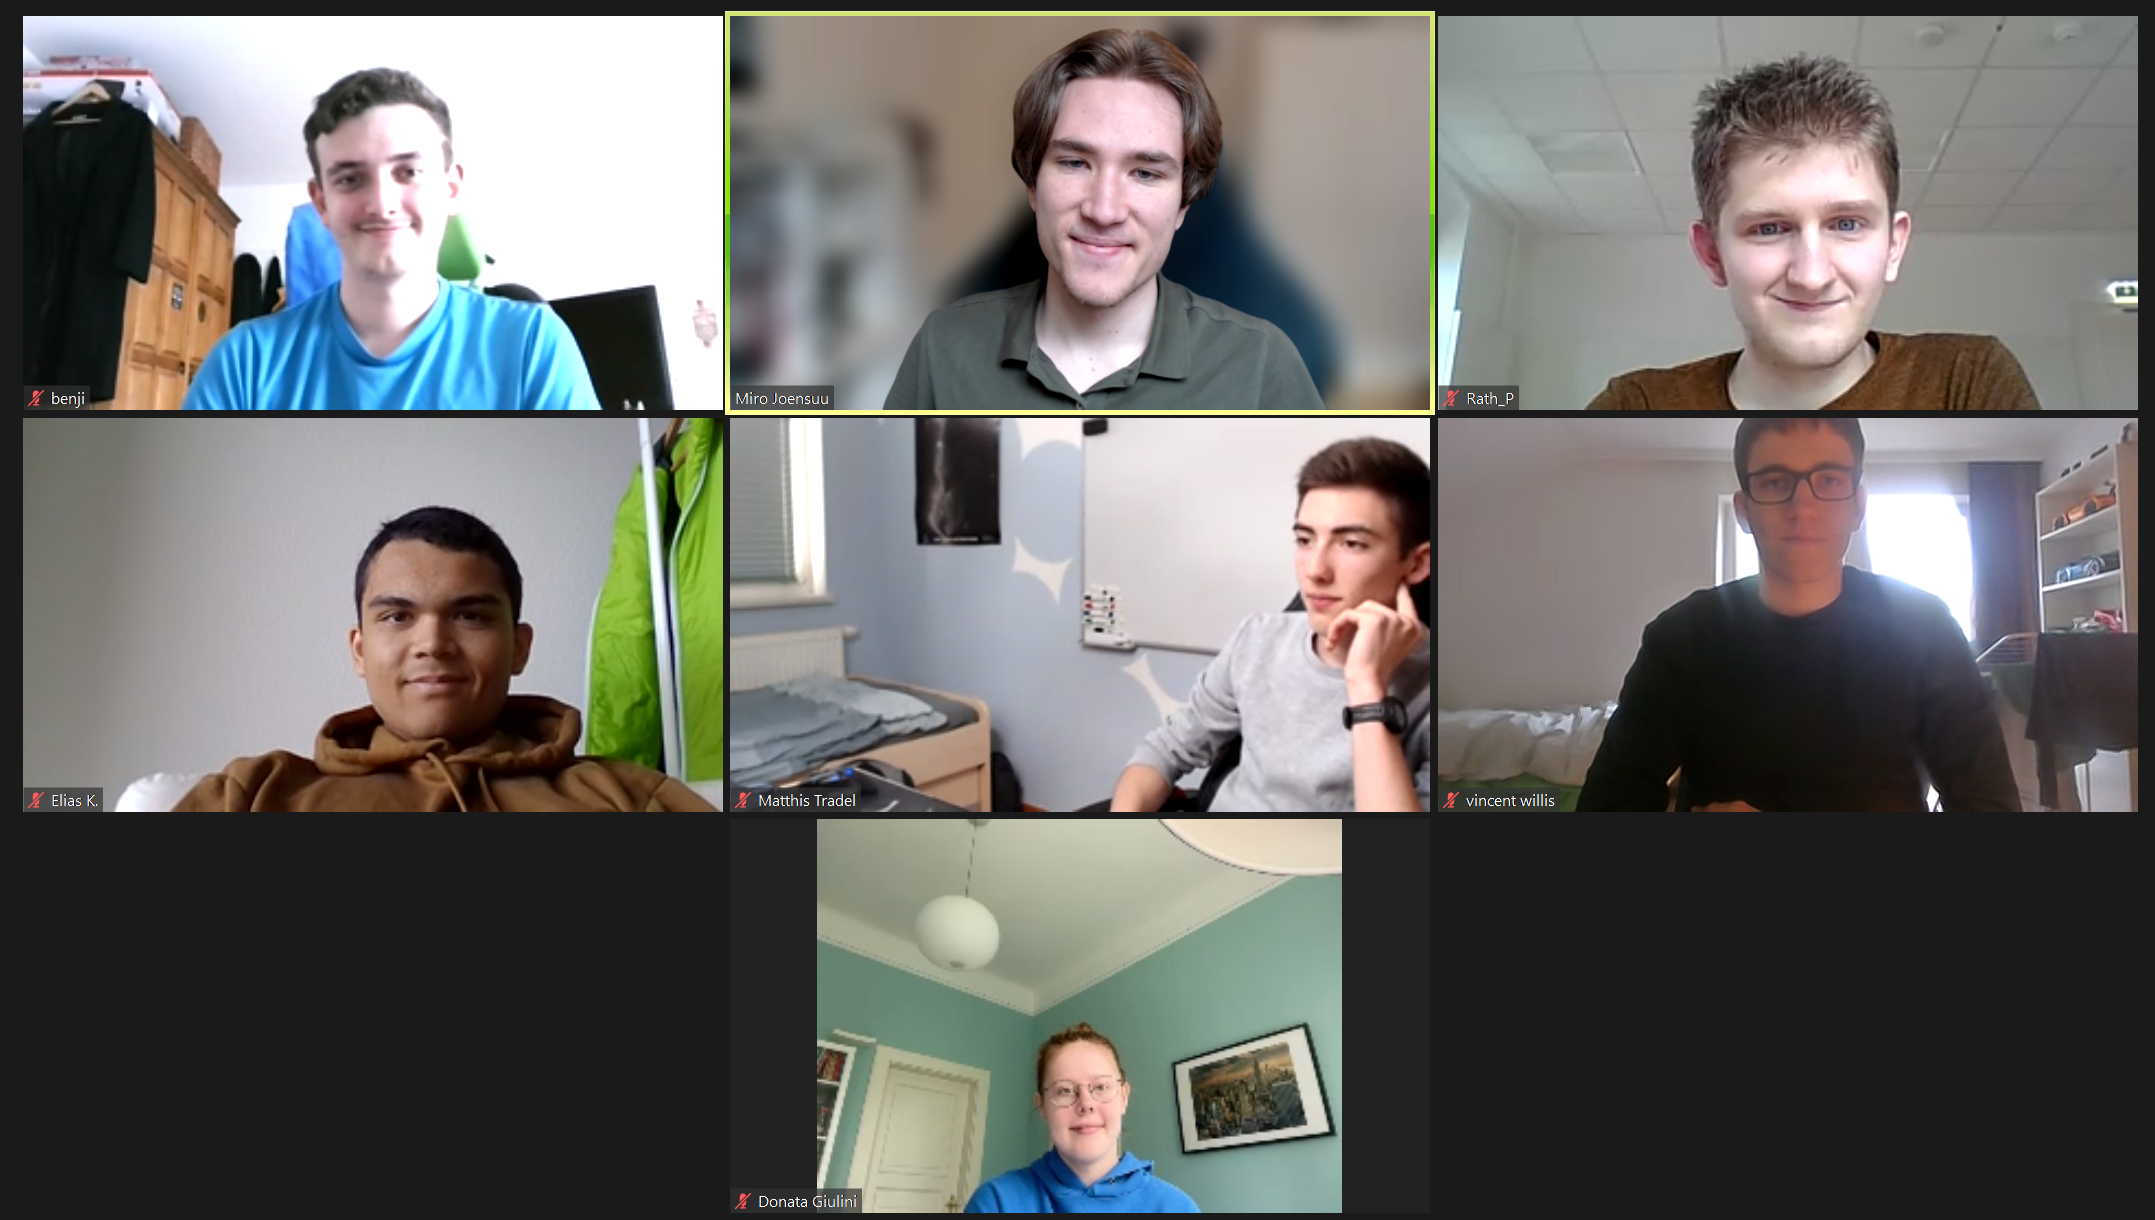 benji
Miro Joensuu
Rath_P
Elias K.
Matthis Tradel
vincent willis
Donata Giulini